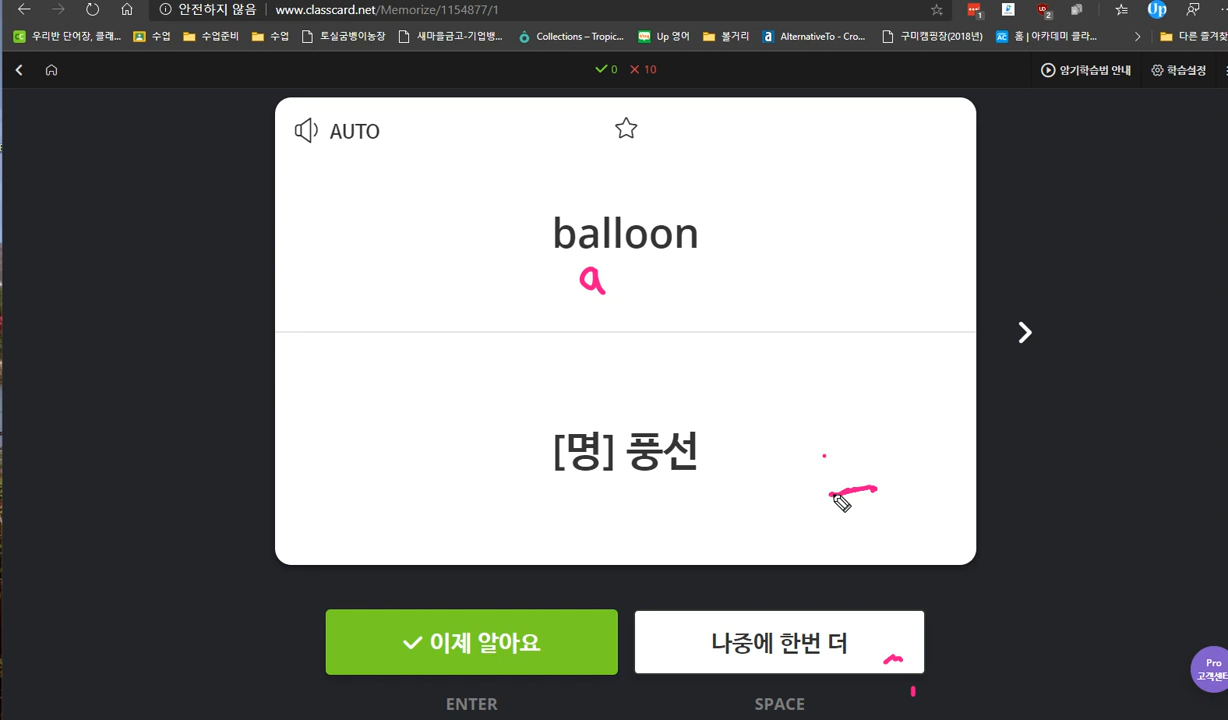 안전하지 않음 www.classcard.net/Memorize/1154877/1
우리반 단어장, 클래... 수업 수업준비 수업 토실굼벵이농장 새마을금고-기업뱅... Collections – Tropic... Up 영어 볼거리 AlternativeTo - Cro... 구미캠핑장(2018년) 홈 | 아카데미 클라... 다른 즐겨찾
0 10 암기학습법 안내 학습설정
AUTO
balloon
a
[명] 풍선
이제 알아요 나중에 한번 더
ENTER SPACE
Pro
고객센터